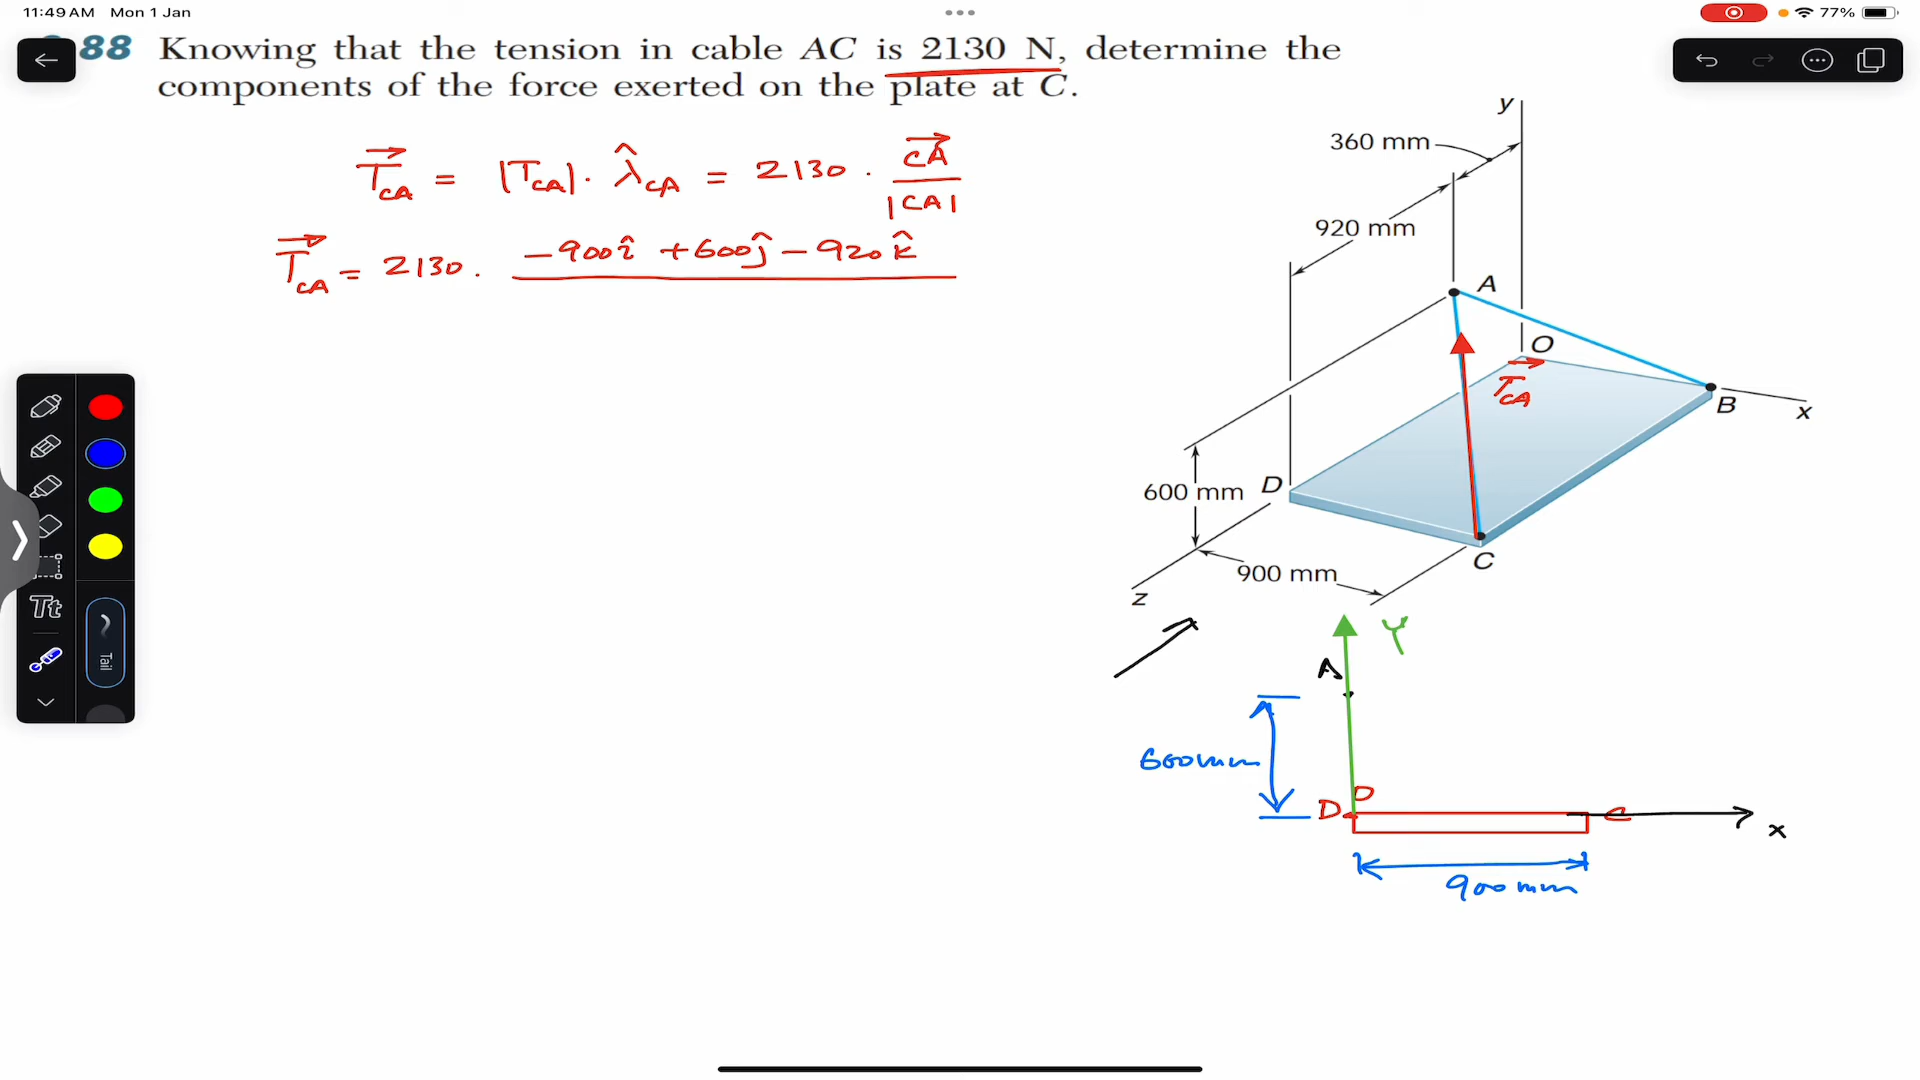 11:49 AM Mon 1 Jan
77%
88 Knowing that the tension in cable AC is 2130 N, determine the
components of the force exerted on the plate at C.
T⃗CA = |TCA| · λ̂CA = 2130 · CA⃗ / |CA|
T⃗CA = 2130 · -900î + 600ĵ - 920k̂
y
360 mm
920 mm
A
O
T⃗CA
B
x
D
600 mm
C
900 mm
z
Y
A
600mm
O
D
C
x
900mm
Tt
Tail